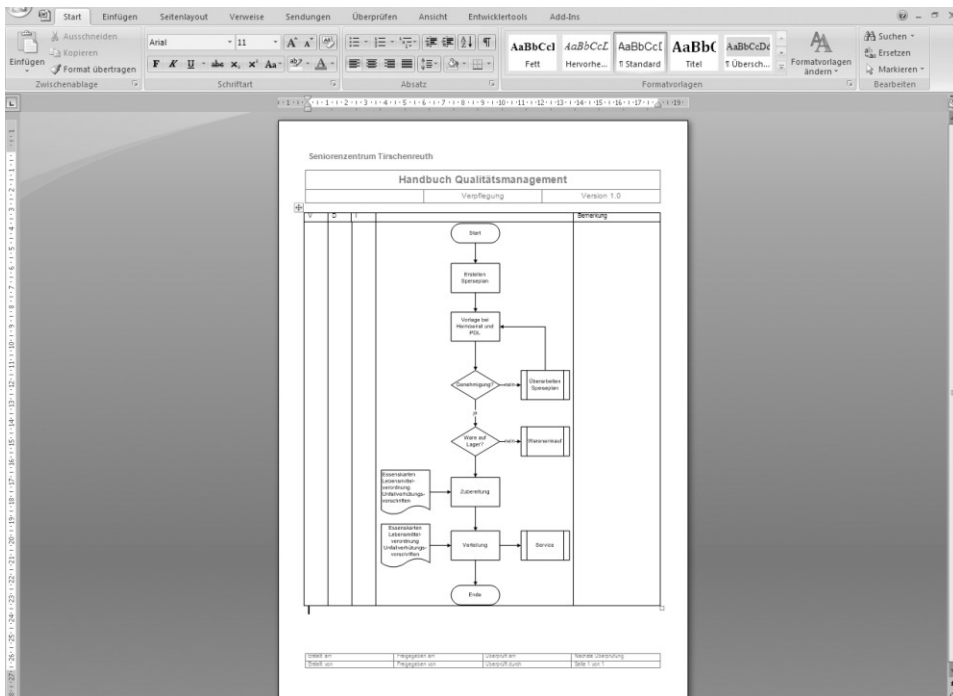 Start Einfügen Seitenlayout Verweise Sendungen Überprüfen Ansicht Entwicklertools Add-Ins
Einfügen
Ausschneiden
Kopieren
Format übertragen
Zwischenablage
Arial 11
F K U abe x, x² Aa
Schriftart
Absatz
AaBbCcI AaBbCcL AaBbCcI AaBb( AaBbCcDc
Fett Hervorhe... ¶ Standard Titel ¶ Übersch...
Formatvorlagen ändern
Formatvorlagen
Suchen
Ersetzen
Markieren
Bearbeiten
Seniorenzentrum Tirschenreuth
Handbuch Qualitätsmanagement
Verpflegung Version 1.0
V D I Bemerkung
Start
Erstellen
Speiseplan
Vorlage bei
Heimbeirat und
PDL
Genehmigung?
nein
Überarbeiten
Speiseplan
ja
Ware auf
Lager?
nein
Wareneinkauf
Essenskarten
Lebensmittel-
verordnung
Unfallverhütungs-
vorschriften
Zubereitung
Essenskarten
Lebensmittel
verordnung
Unfallverhütungs-
vorschriften
Verteilung
Service
Ende
Erstellt am Freigegeben am Überprüft am Nächste Überprüfung
Erstellt von Freigegeben von Überprüft durch Seite 1 von 1